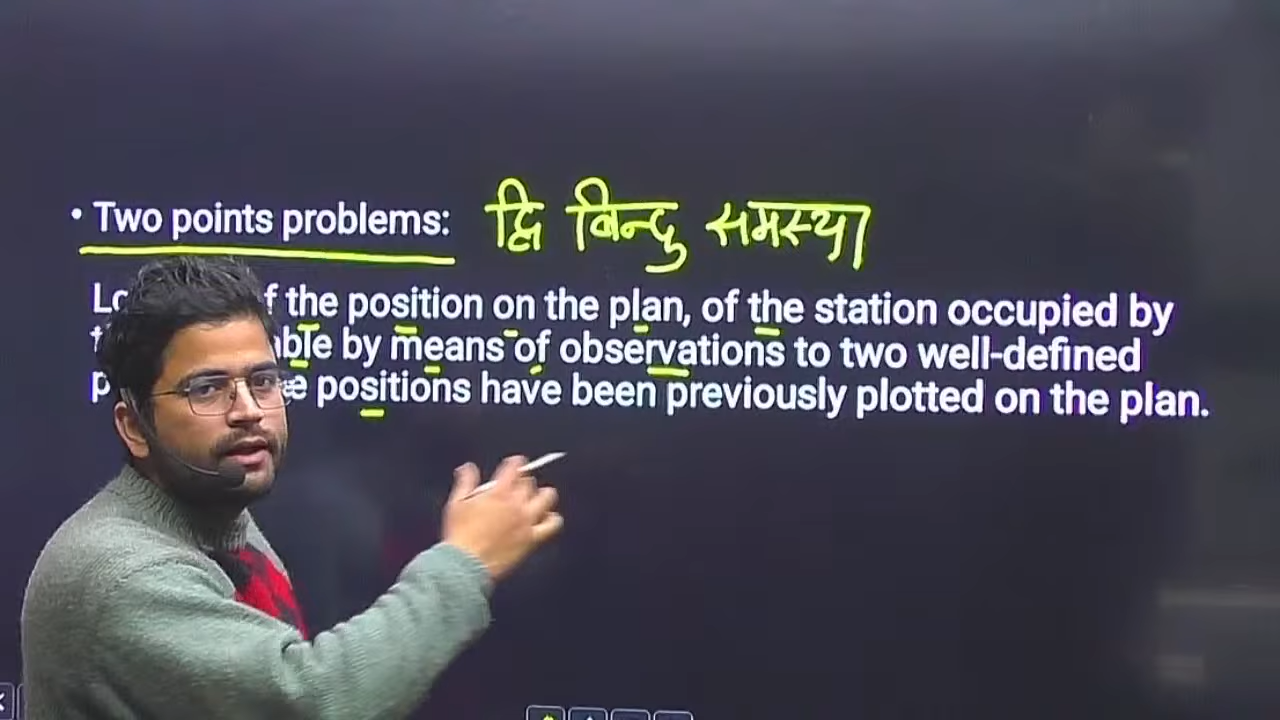 • Two points problems: द्वि बिन्दु समस्या
the position on the plan, of the station occupied by
by means of observations to two well-defined
positions have been previously plotted on the plan.